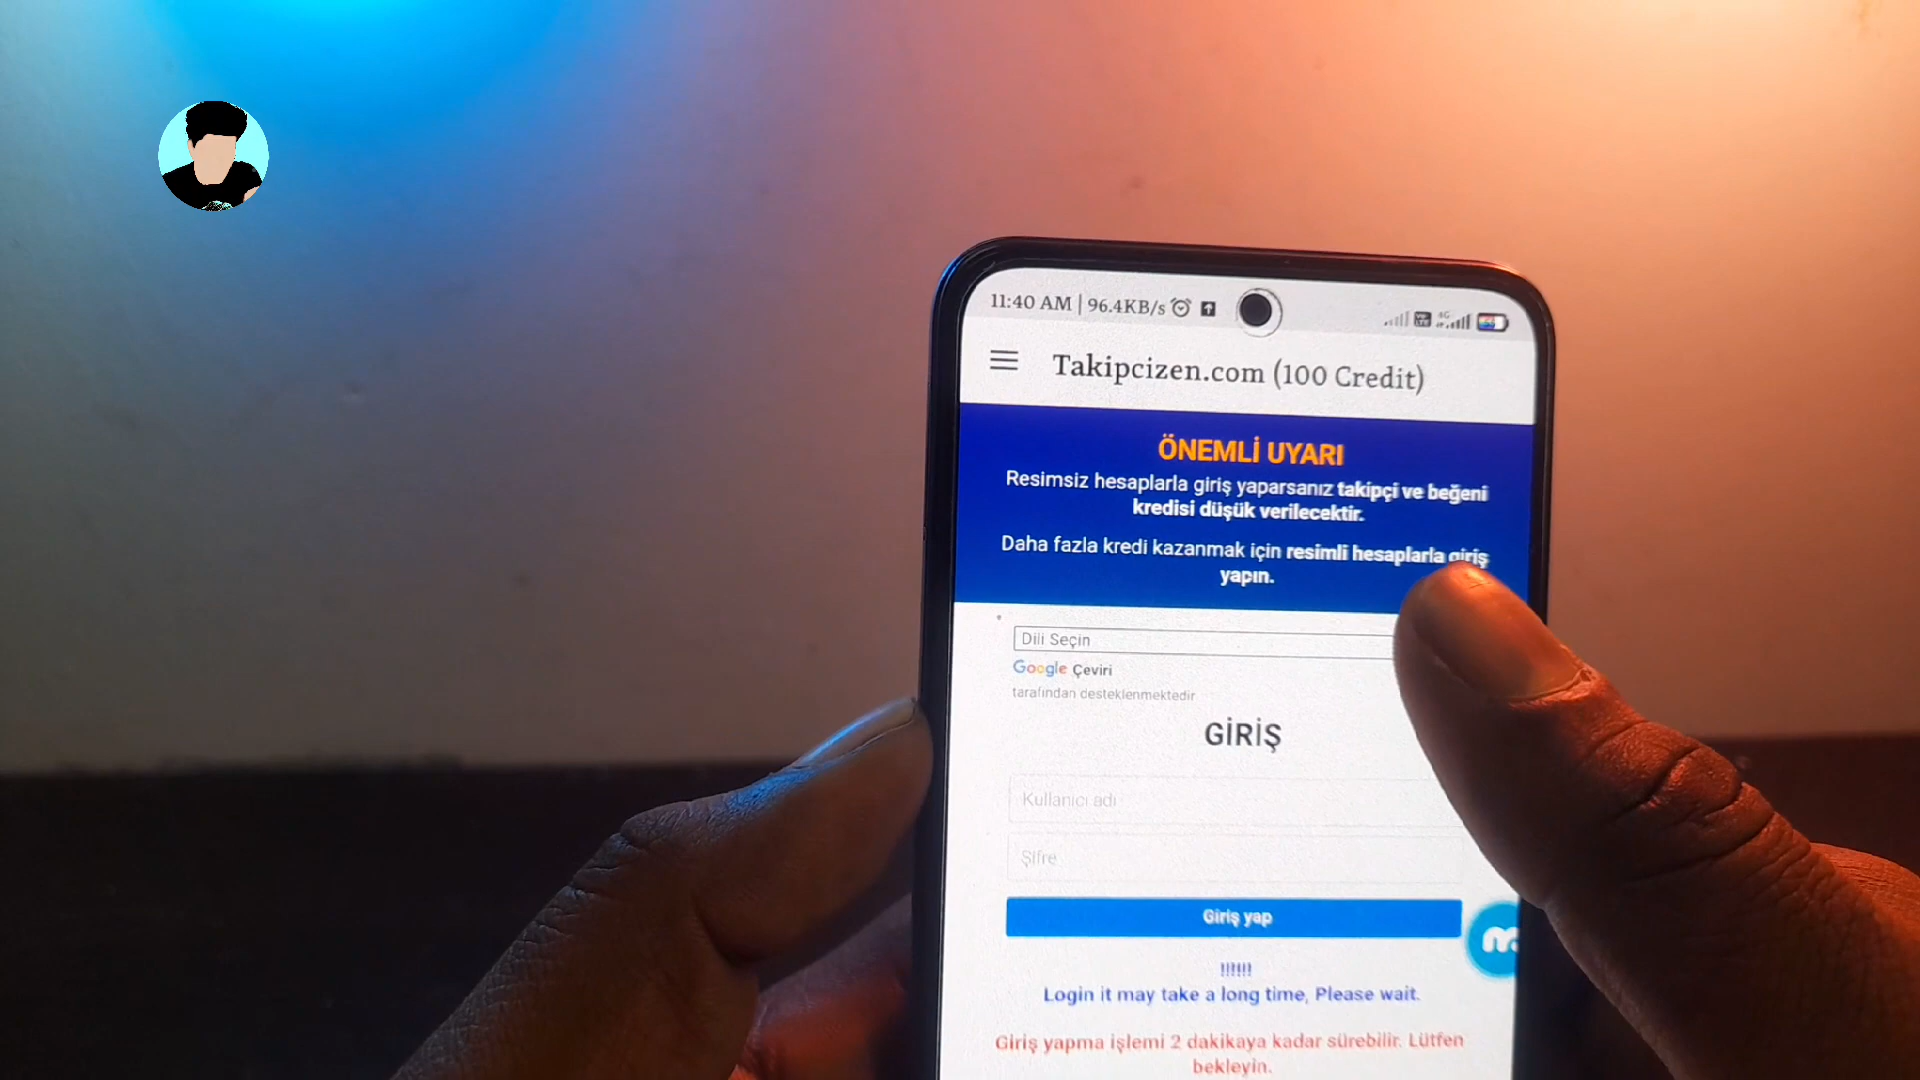 11:40 AM | 96.4KB/s
Takipcizen.com (100 Credit)
ÖNEMLİ UYARI
Resimsiz hesaplarla giriş yaparsanız takipçi ve beğeni
kredisi düşük verilecektir.
Daha fazla kredi kazanmak için resimli hesaplarla giriş
yapın.
Dili Seçin
Google Çeviri
tarafından desteklenmektedir
GİRİŞ
Kullanıcı adı
Şifre
Giriş yap
!!!!!!
Login it may take a long time, Please wait.
Giriş yapma işlemi 2 dakikaya kadar sürebilir. Lütfen
bekleyin.